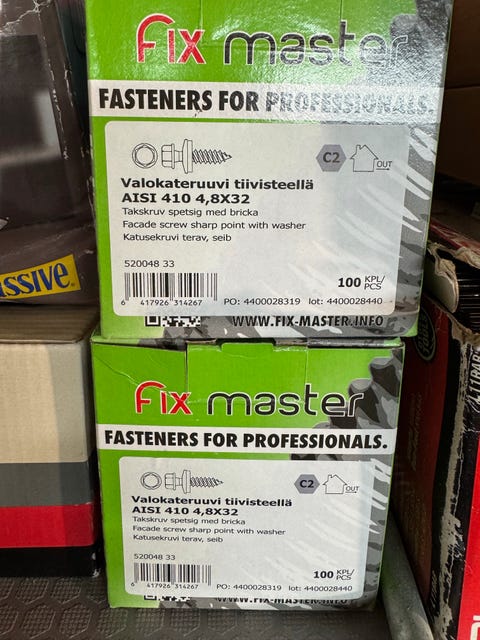 Fix master
FASTENERS FOR PROFESSIONALS.
C2
OUT
Valokateruuvi tiivisteellä
AISI 410 4,8X32
Takskruv spetsig med bricka
Facade screw sharp point with washer
Katusekruvi terav, seib
520048 33
100 KPL/
PCS
6 417926 314267
PO: 4400028319 lot: 4400028440
WWW.FIX-MASTER.INFO
SSIVE
Fix master
FASTENERS FOR PROFESSIONALS.
C2
OUT
Valokateruuvi tiivisteellä
AISI 410 4,8X32
Takskruv spetsig med bricka
Facade screw sharp point with washer
Katusekruvi terav, seib
520048 33
100 KPL/
PCS
6 417926 314267
PO: 4400028319 lot: 4400028440
WWW.FIX-MASTER.INFO